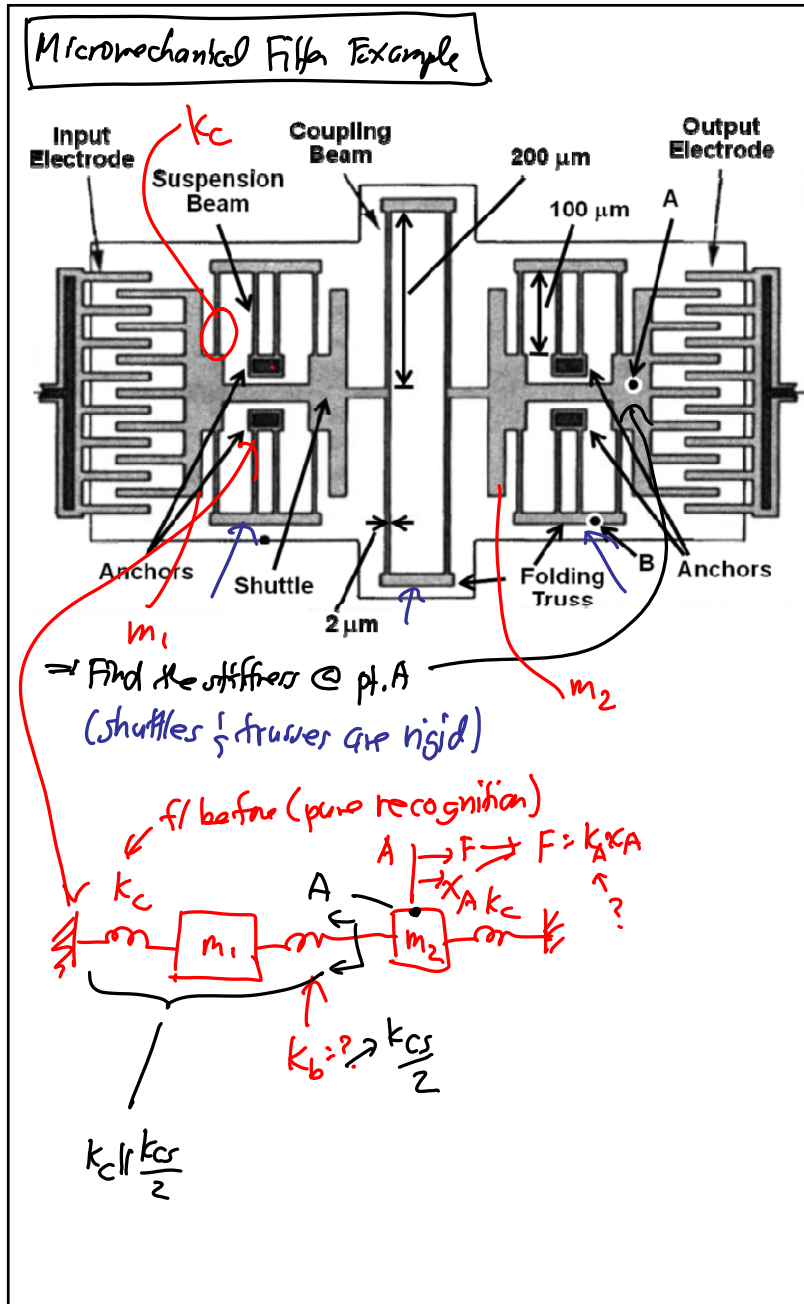 Micromechanical Filter Example
kc
Input
Electrode
Suspension
Beam
Coupling
Beam
200 μm
100 μm
A
Output
Electrode
Anchors
Shuttle
2 μm
Folding
Truss
B
Anchors
m1
m2
⇒ Find the stiffness @ pt. A
(shuttles & trusses are rigid)
f/ before (pure recognition)
A → F → F = kA xA
→ xA
?
kc
A
kc
m1
m2
kb = ? → kcs/2
kc || kcs/2